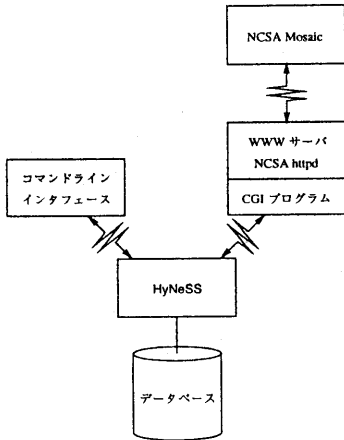 NCSA Mosaic
WWW サーバ
NCSA httpd
CGI プログラム
コマンドライン
インタフェース
HyNeSS
データベース